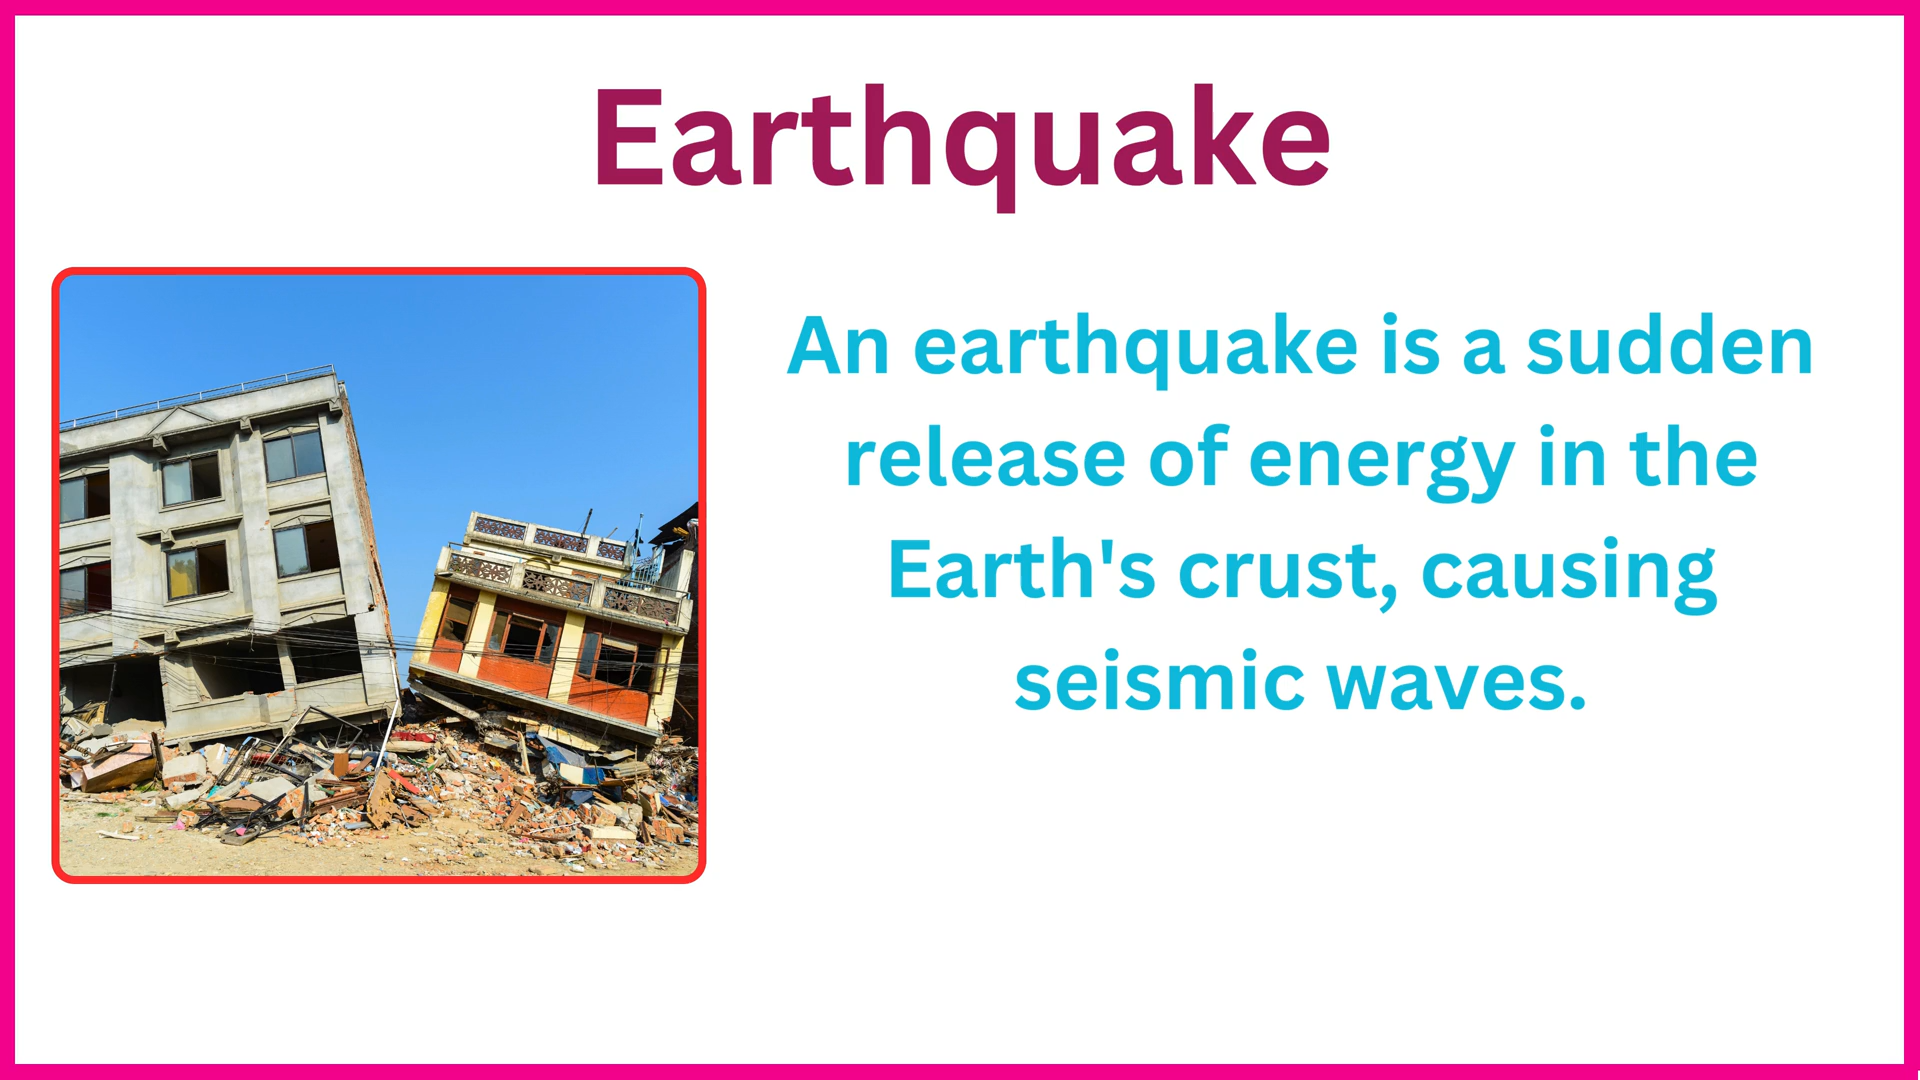 Earthquake
An earthquake is a sudden
release of energy in the
Earth's crust, causing
seismic waves.